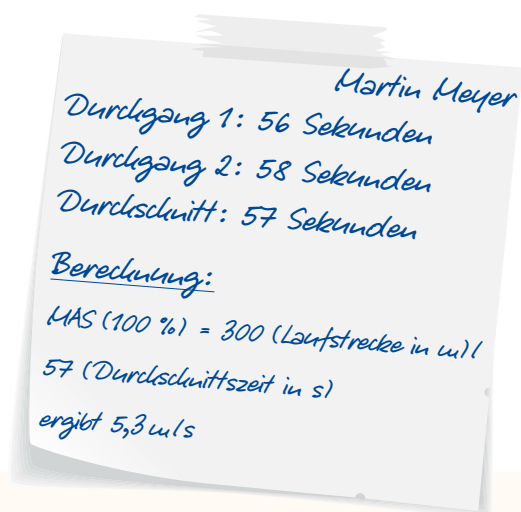 Martin Meyer
Durchgang 1: 56 Sekunden
Durchgang 2: 58 Sekunden
Durchschnitt: 57 Sekunden
Berechnung:
MAS (100 %) = 300 (Laufstrecke in m) /
57 (Durchschnittszeit in s)
ergibt 5,3 m/s